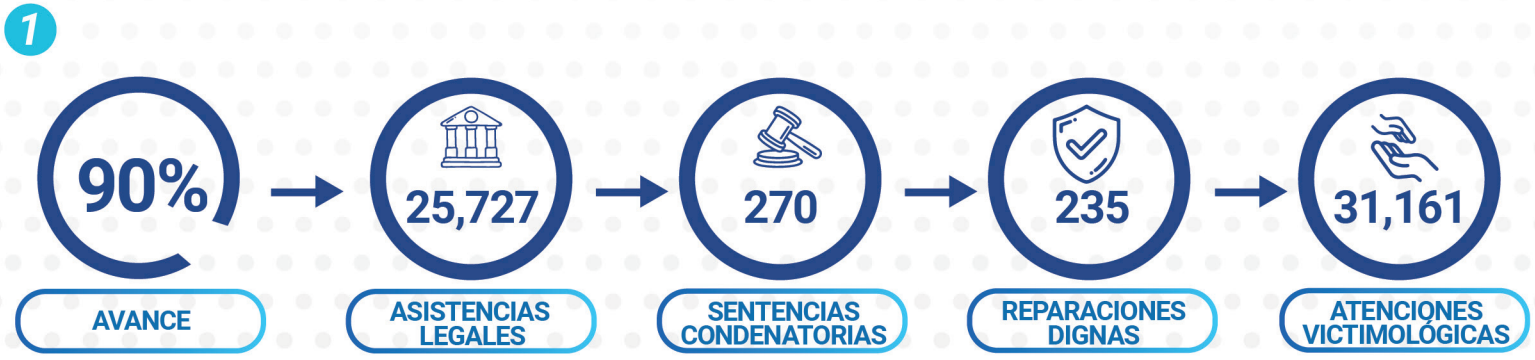 1
90%
25,727
270
235
31,161
AVANCE
ASISTENCIAS
LEGALES
SENTENCIAS
CONDENATORIAS
REPARACIONES
DIGNAS
ATENCIONES
VICTIMOLÓGICAS